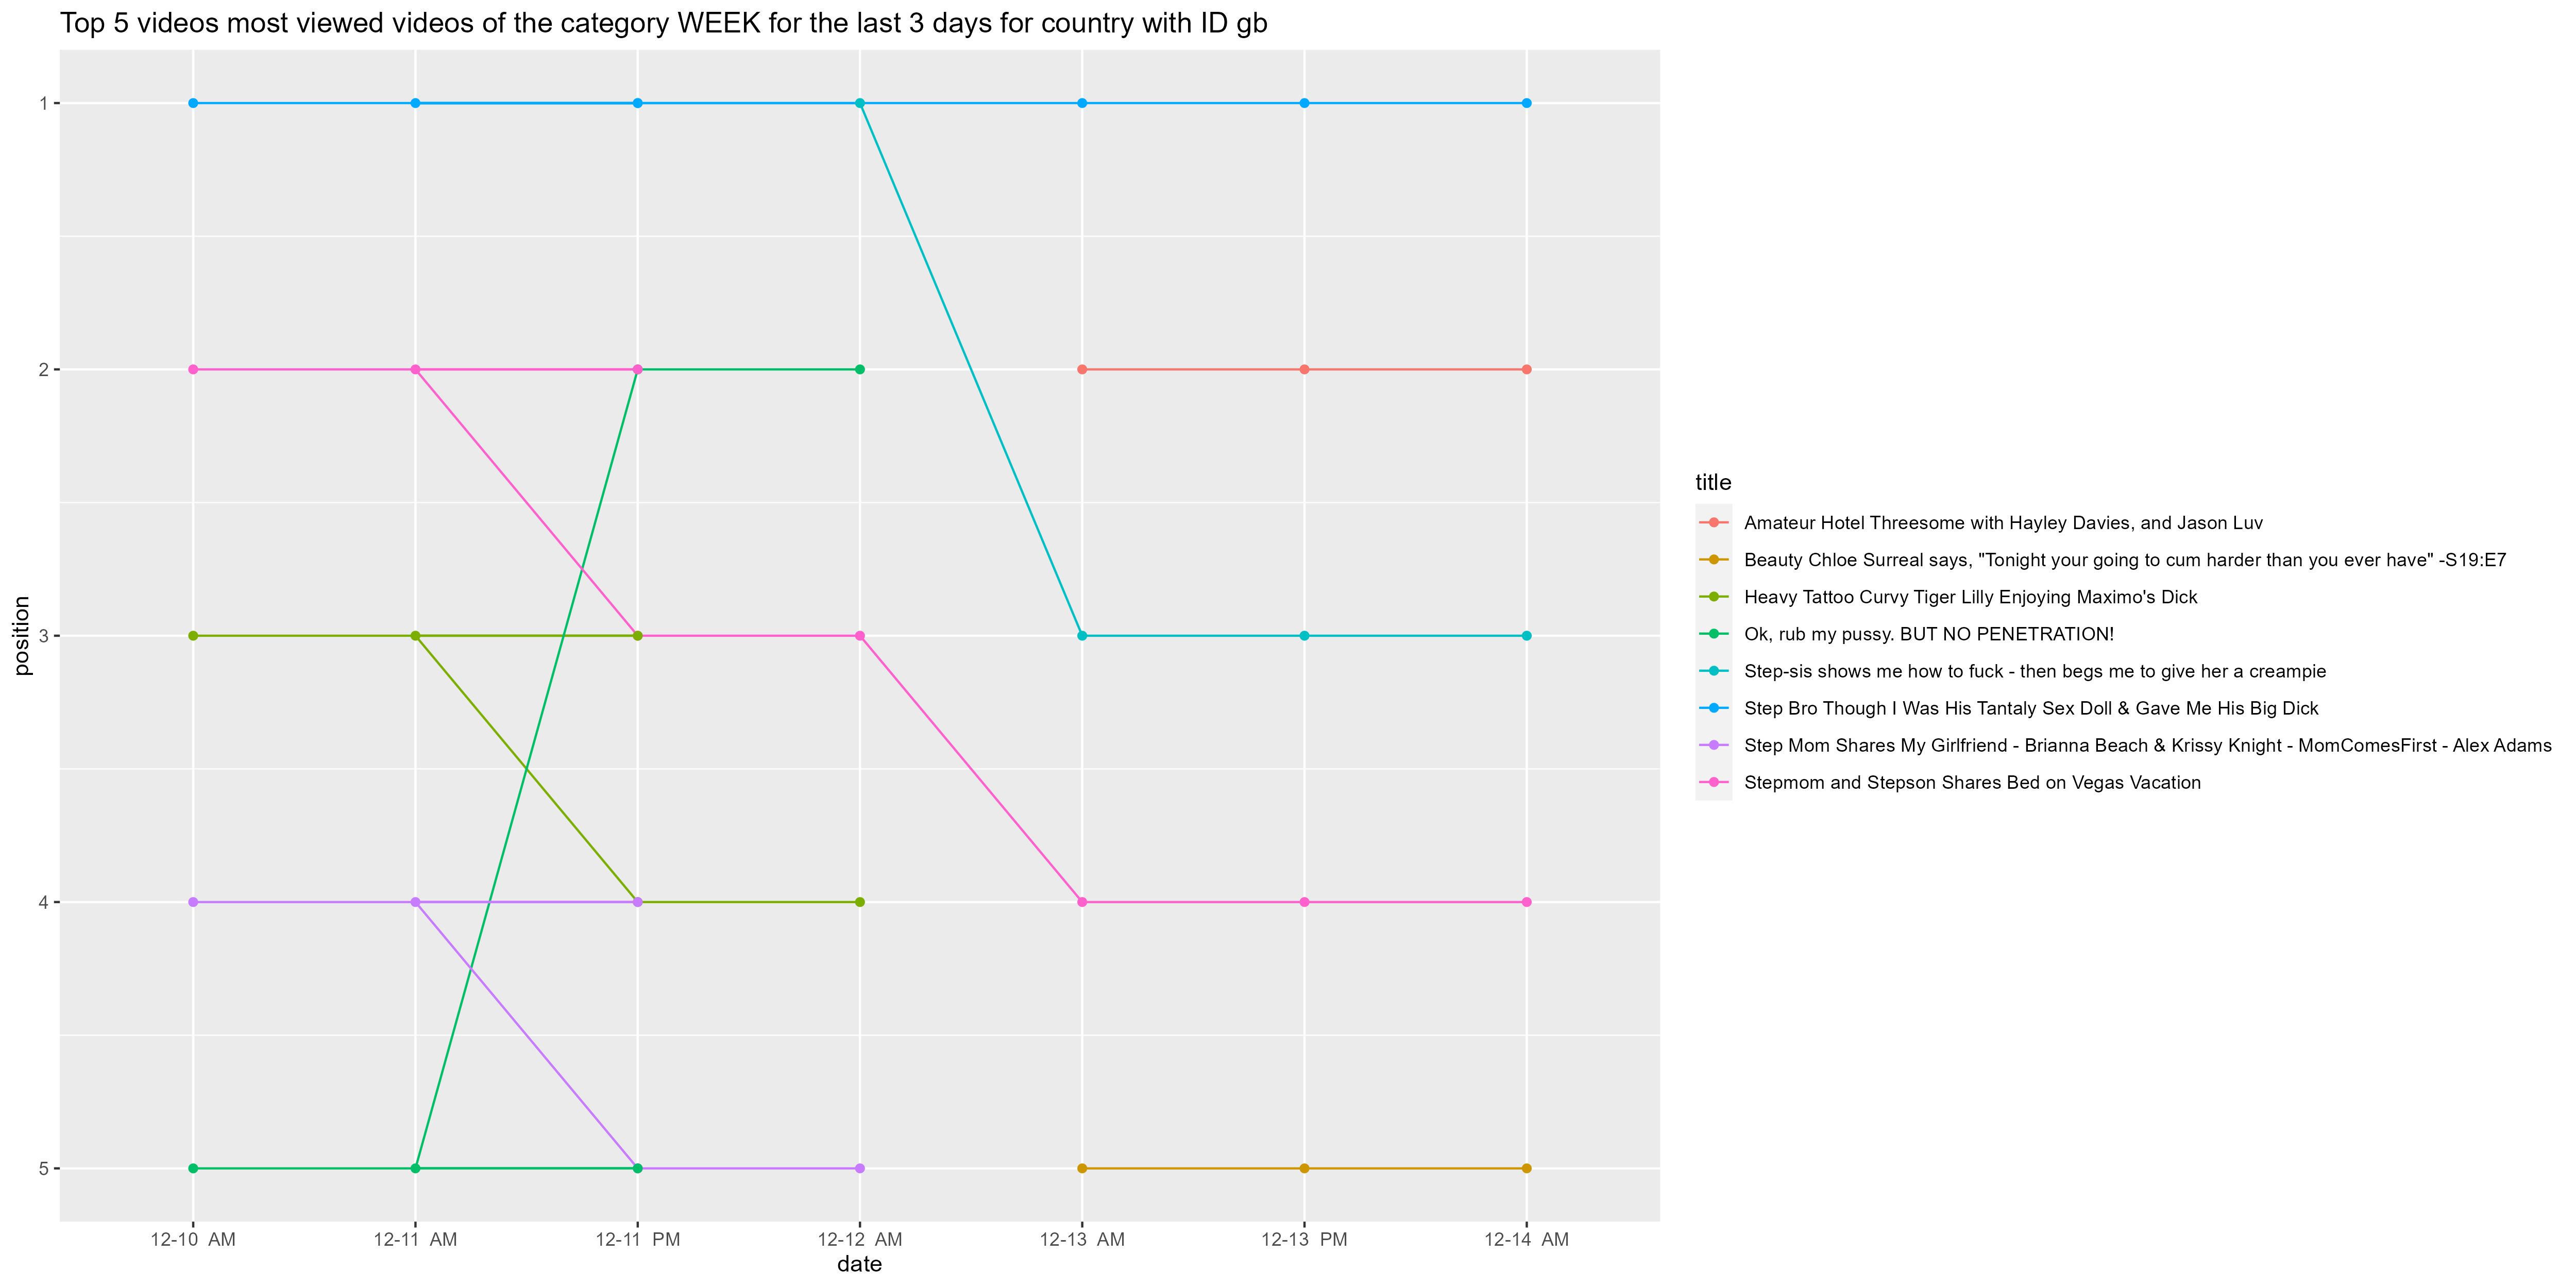 Top 5 videos most viewed videos of the category WEEK for the last 3 days for country with ID gb
position
1
2
3
4
5
12-10 AM
12-11 AM
12-11 PM
12-12 AM
12-13 AM
12-13 PM
12-14 AM
date
title
Amateur Hotel Threesome with Hayley Davies, and Jason Luv
Beauty Chloe Surreal says, "Tonight your going to cum harder than you ever have" -S19:E7
Heavy Tattoo Curvy Tiger Lilly Enjoying Maximo's Dick
Ok, rub my pussy. BUT NO PENETRATION!
Step-sis shows me how to fuck - then begs me to give her a creampie
Step Bro Though I Was His Tantaly Sex Doll & Gave Me His Big Dick
Step Mom Shares My Girlfriend - Brianna Beach & Krissy Knight - MomComesFirst - Alex Adams
Stepmom and Stepson Shares Bed on Vegas Vacation